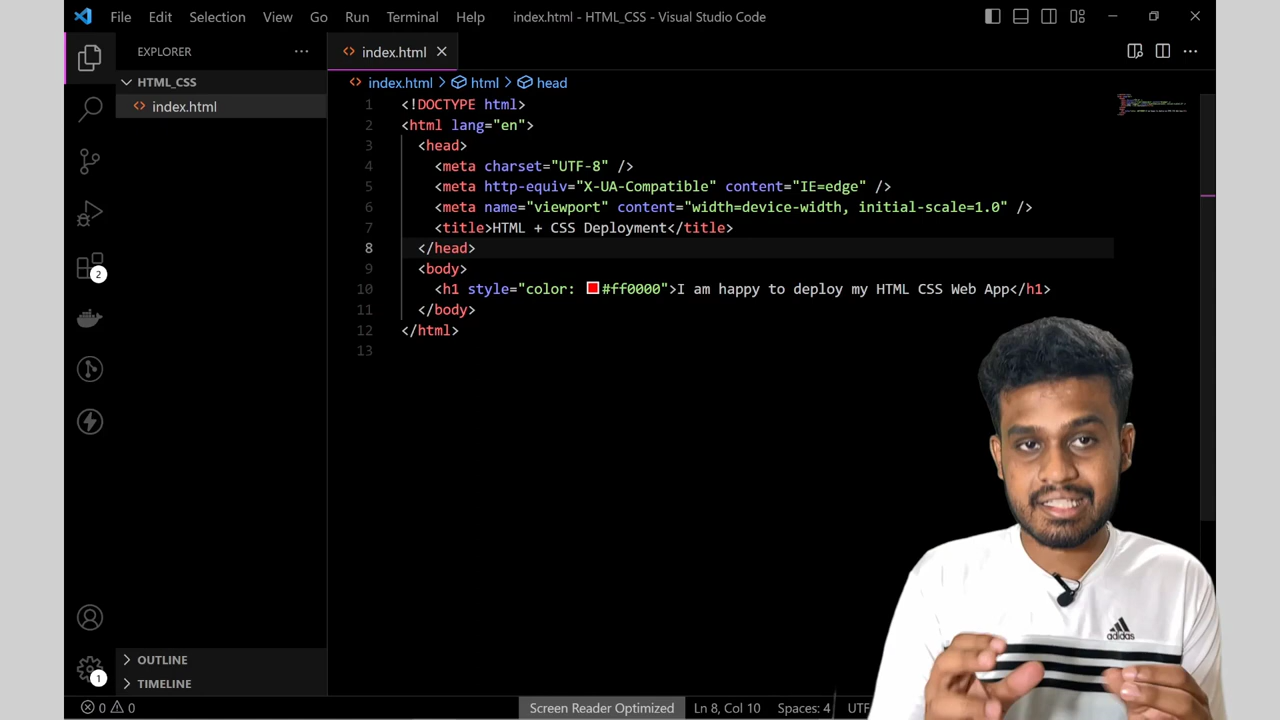 File Edit Selection View Go Run Terminal Help index.html - HTML_CSS - Visual Studio Code
EXPLORER
index.html
HTML_CSS
index.html > html > head
index.html
1 <!DOCTYPE html>
2 <html lang="en">
3 <head>
4 <meta charset="UTF-8" />
5 <meta http-equiv="X-UA-Compatible" content="IE=edge" />
6 <meta name="viewport" content="width=device-width, initial-scale=1.0" />
7 <title>HTML + CSS Deployment</title>
8 </head>
9 <body>
10 <h1 style="color: #ff0000">I am happy to deploy my HTML CSS Web App</h1>
11 </body>
12 </html>
13
2
adidas
OUTLINE
1
TIMELINE
0 0 Screen Reader Optimized Ln 8, Col 10 Spaces: 4 UTF